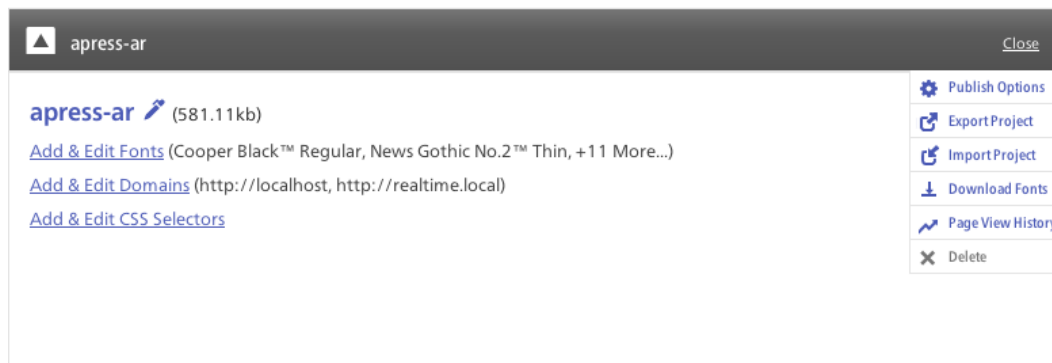 apress-ar
Close
apress-ar (581.11kb)
Add & Edit Fonts (Cooper Black™ Regular, News Gothic No.2™ Thin, +11 More...)
Add & Edit Domains (http://localhost, http://realtime.local)
Add & Edit CSS Selectors
Publish Options
Export Project
Import Project
Download Fonts
Page View History
Delete